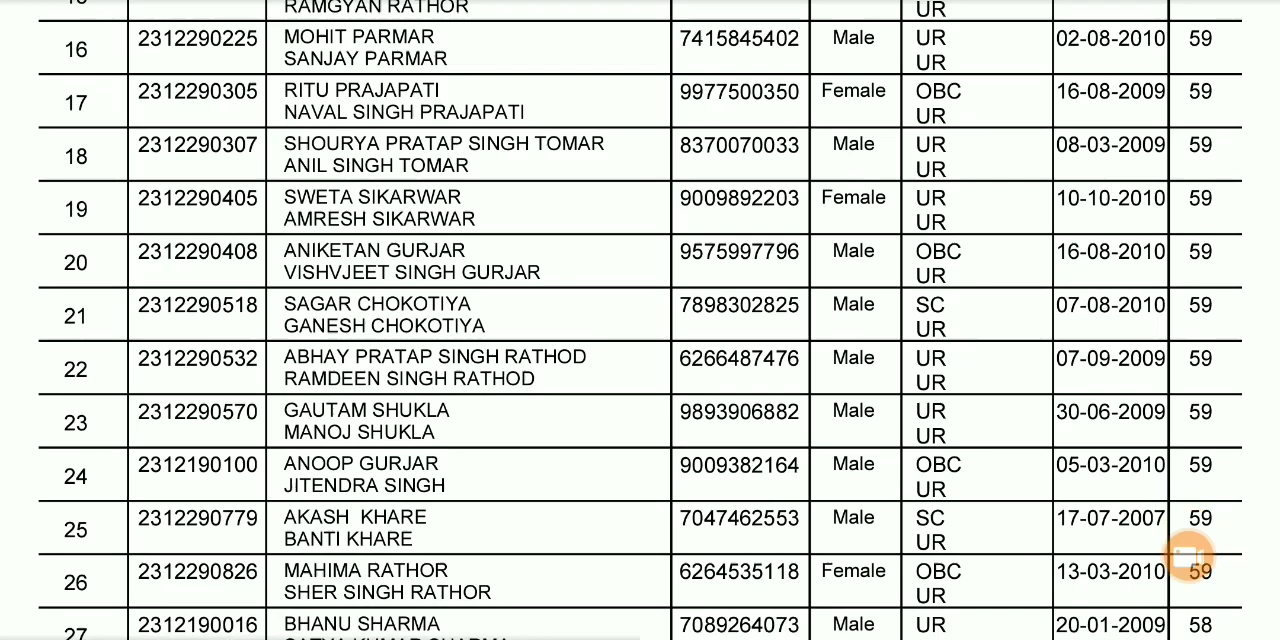 RAMGYAN RATHOR UR
16 2312290225 MOHIT PARMAR 7415845402 Male UR 02-08-2010 59
SANJAY PARMAR UR
17 2312290305 RITU PRAJAPATI 9977500350 Female OBC 16-08-2009 59
NAVAL SINGH PRAJAPATI UR
18 2312290307 SHOURYA PRATAP SINGH TOMAR 8370070033 Male UR 08-03-2009 59
ANIL SINGH TOMAR UR
19 2312290405 SWETA SIKARWAR 9009892203 Female UR 10-10-2010 59
AMRESH SIKARWAR UR
20 2312290408 ANIKETAN GURJAR 9575997796 Male OBC 16-08-2010 59
VISHVJEET SINGH GURJAR UR
21 2312290518 SAGAR CHOKOTIYA 7898302825 Male SC 07-08-2010 59
GANESH CHOKOTIYA UR
22 2312290532 ABHAY PRATAP SINGH RATHOD 6266487476 Male UR 07-09-2009 59
RAMDEEN SINGH RATHOD UR
23 2312290570 GAUTAM SHUKLA 9893906882 Male UR 30-06-2009 59
MANOJ SHUKLA UR
24 2312190100 ANOOP GURJAR 9009382164 Male OBC 05-03-2010 59
JITENDRA SINGH UR
25 2312290779 AKASH KHARE 7047462553 Male SC 17-07-2007 59
BANTI KHARE UR
26 2312290826 MAHIMA RATHOR 6264535118 Female OBC 13-03-2010 59
SHER SINGH RATHOR UR
27 2312190016 BHANU SHARMA 7089264073 Male UR 20-01-2009 58